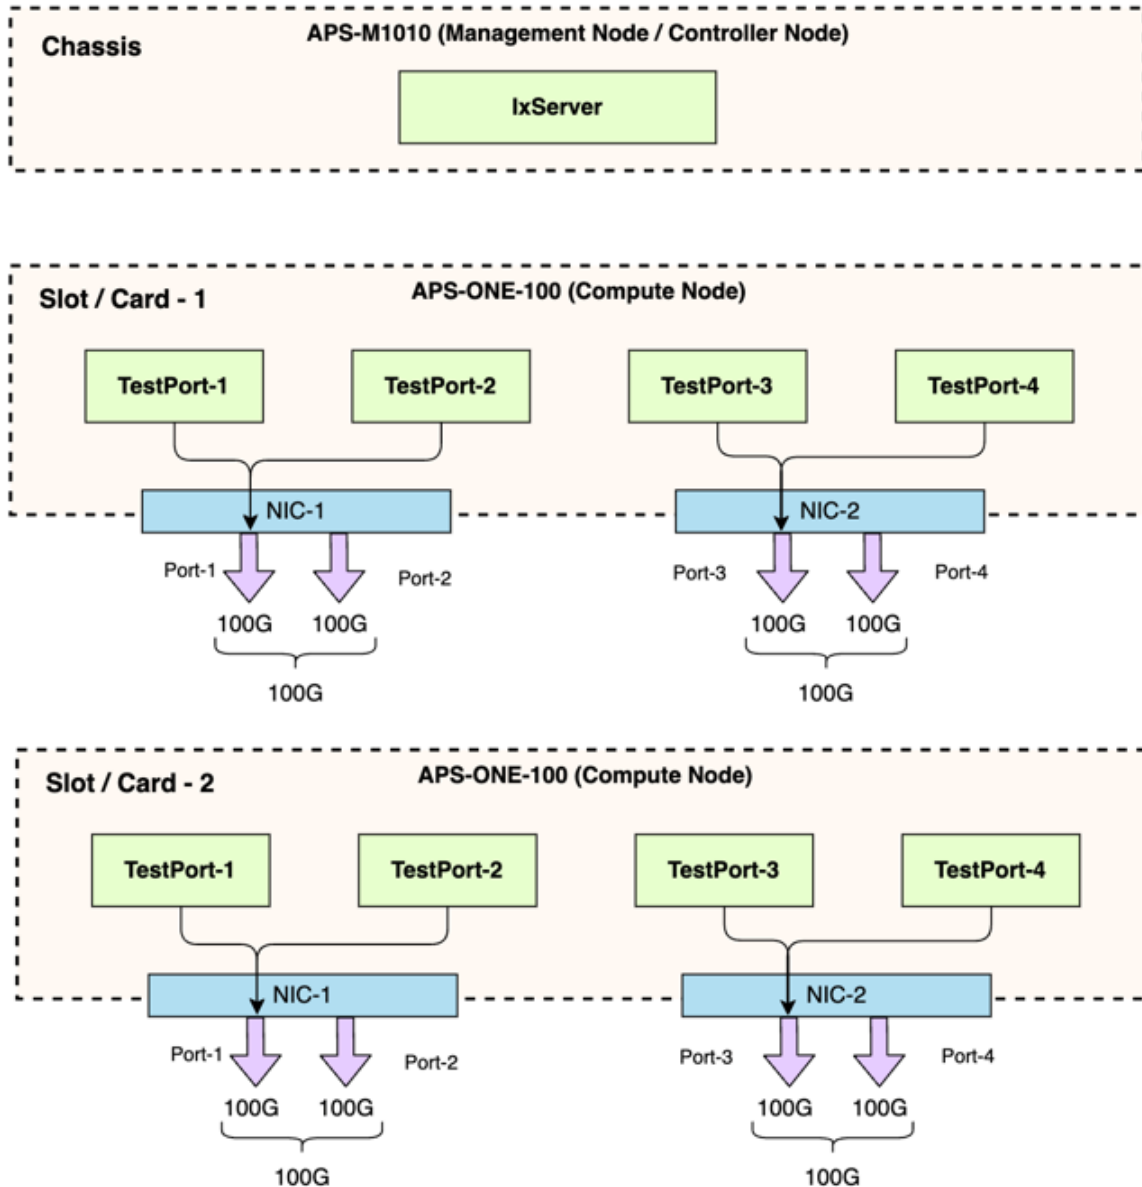 Chassis
APS-M1010 (Management Node / Controller Node)
IxServer
Slot / Card - 1
APS-ONE-100 (Compute Node)
TestPort-1
TestPort-2
TestPort-3
TestPort-4
NIC-1
NIC-2
Port-1
Port-2
Port-3
Port-4
100G
100G
100G
100G
100G
100G
Slot / Card - 2
APS-ONE-100 (Compute Node)
TestPort-1
TestPort-2
TestPort-3
TestPort-4
NIC-1
NIC-2
Port-1
Port-2
Port-3
Port-4
100G
100G
100G
100G
100G
100G